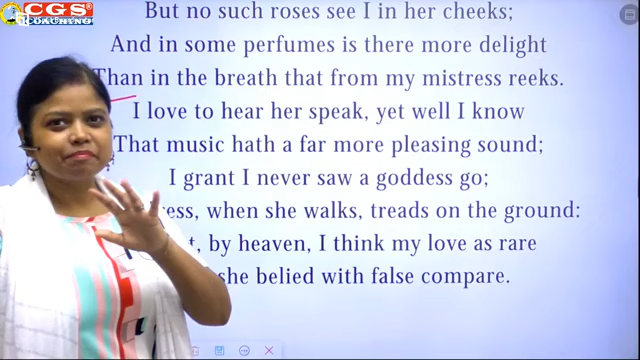 CGS
COACHING
But no such roses see I in her cheeks;
And in some perfumes is there more delight
Than in the breath that from my mistress reeks.
I love to hear her speak, yet well I know
That music hath a far more pleasing sound;
I grant I never saw a goddess go;
ress, when she walks, treads on the ground:
t, by heaven, I think my love as rare
she belied with false compare.